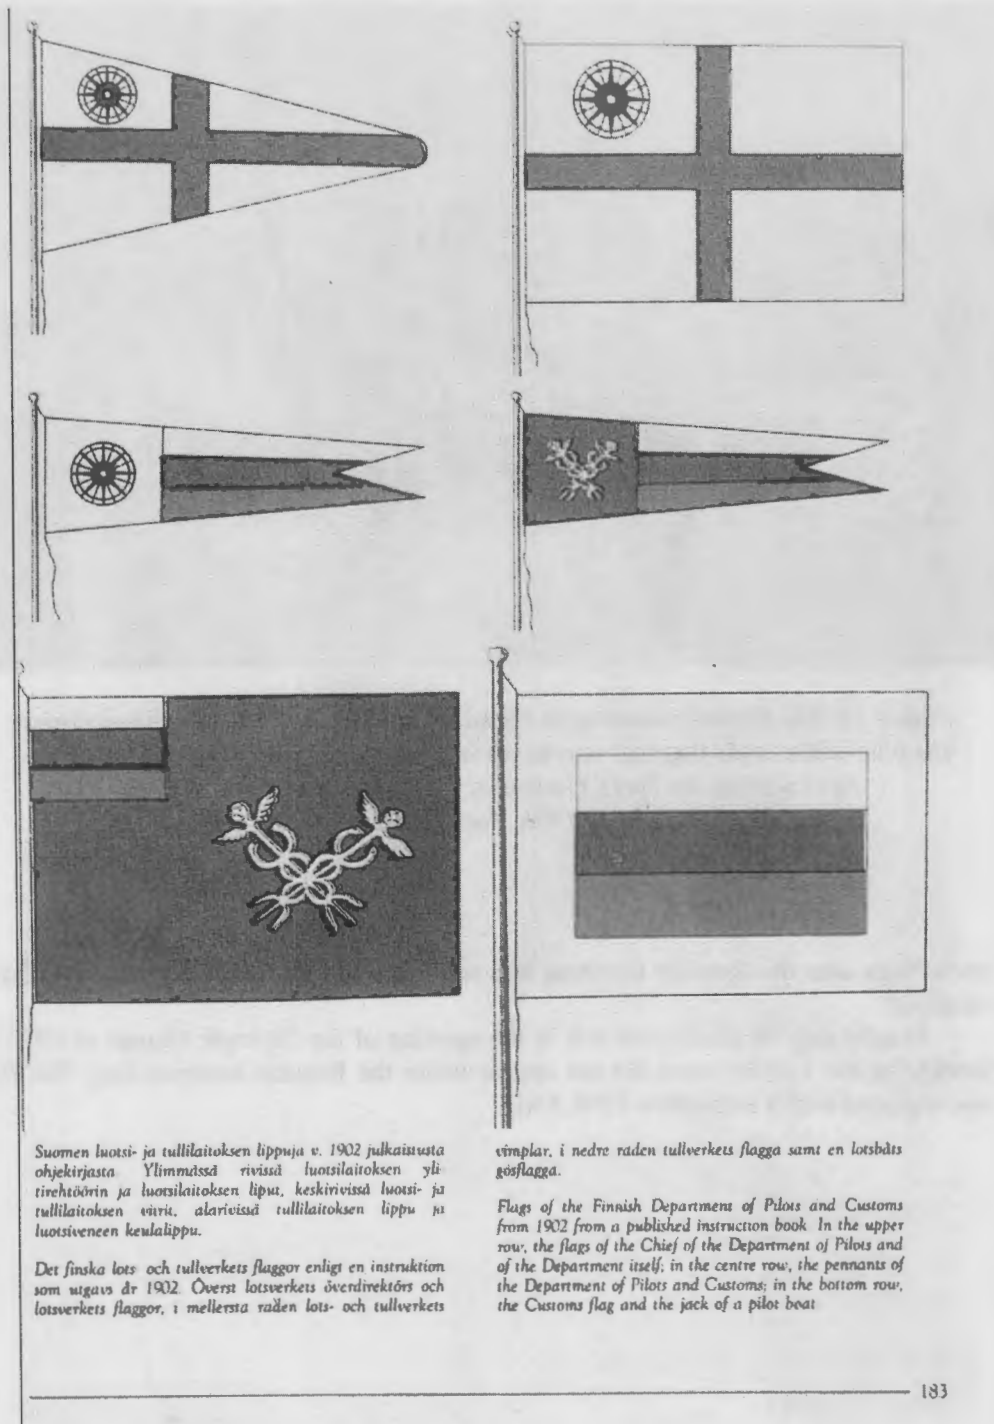 Suomen luotsi- ja tullilaitoksen lippuja v. 1902 julkaistusta
ohjekirjasta Ylimmässä rivissä luotsilaitoksen yli
tirehtöörin ja luotsilaitoksen liput, keskirivissä luotsi- ja
tullilaitoksen viirit, alarivissä tullilaitoksen lippu ja
luotsiveneen keulalippu.
Det finska lots och tullverkets flaggor enligt en instruktion
som utgavs år 1902. Överst lotsverkets överdirektörs och
lotsverkets flaggor, i mellersta raden lots- och tullverkets
vimplar, i nedre raden tullverkets flagga samt en lotsbåts
gösflagga.
Flags of the Finnish Department of Pilots and Customs
from 1902 from a published instruction book In the upper
row, the flags of the Chief of the Department of Pilots and
of the Department itself; in the centre row, the pennants of
the Department of Pilots and Customs; in the bottom row,
the Customs flag and the jack of a pilot boat
183